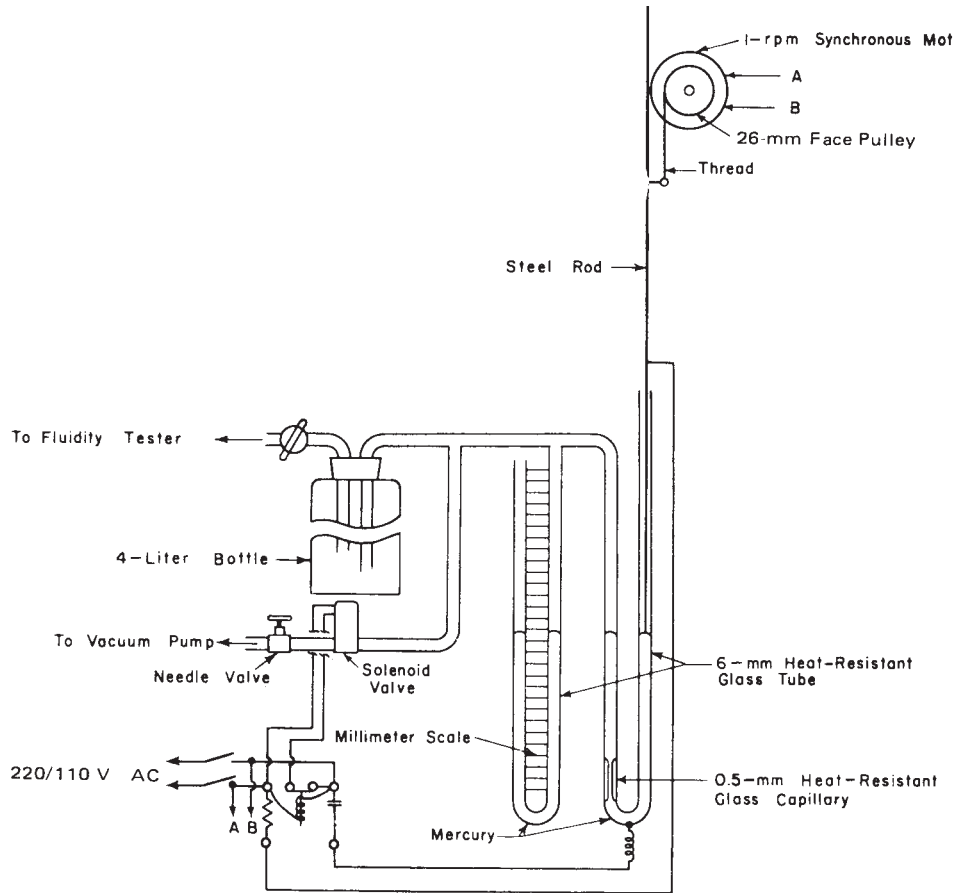 1-rpm Synchronous Mot
A
B
26-mm Face Pulley
Thread
Steel Rod
To Fluidity Tester
4-Liter Bottle
To Vacuum Pump
Needle Valve
Solenoid
Valve
6-mm Heat-Resistant
Glass Tube
Millimeter Scale
220/110 V AC
0.5-mm Heat-Resistant
Glass Capillary
A B
Mercury